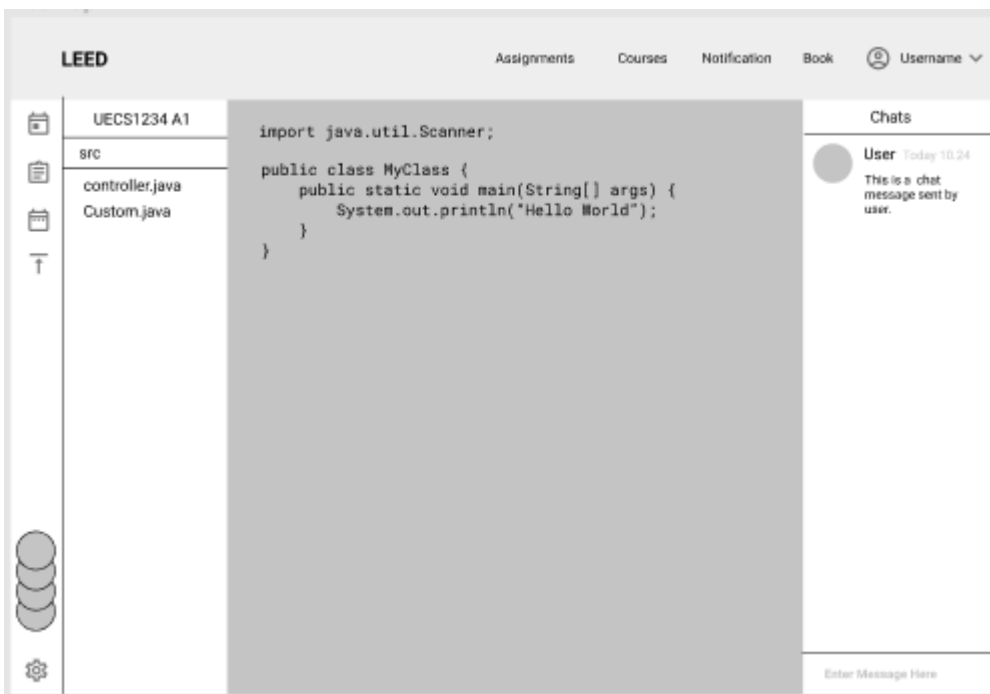 LEED
Assignments
Courses
Notification
Book
Username
UECS1234 A1
src
controller.java
Custom.java
import java.util.Scanner;
public class MyClass {
public static void main(String[] args) {
System.out.println("Hello World");
}
}
Chats
User Today 10.24
This is a chat
message sent by
user.
Enter Message Here